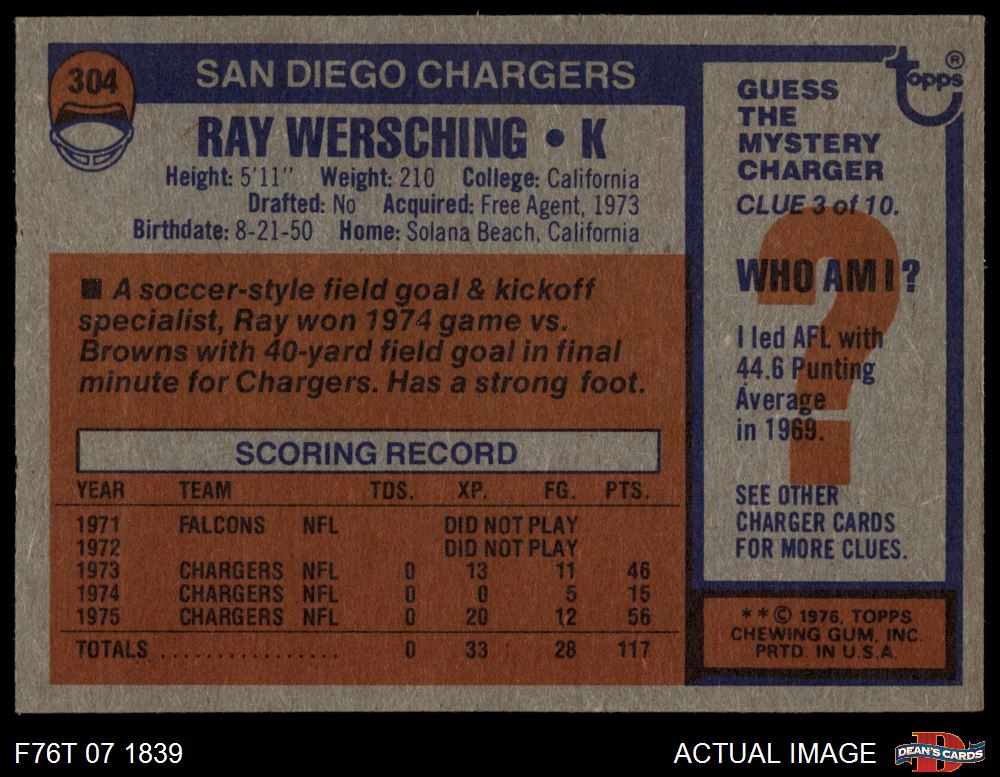 304
SAN DIEGO CHARGERS
RAY WERSCHING • K
Height: 5'11" Weight: 210 College: California
Drafted: No Acquired: Free Agent, 1973
Birthdate: 8-21-50 Home: Solana Beach, California
■ A soccer-style field goal & kickoff
specialist, Ray won 1974 game vs.
Browns with 40-yard field goal in final
minute for Chargers. Has a strong foot.
SCORING RECORD
YEAR TEAM TDS. XP. FG. PTS.
1971 FALCONS NFL DID NOT PLAY
1972 DID NOT PLAY
1973 CHARGERS NFL 0 13 11 46
1974 CHARGERS NFL 0 0 5 15
1975 CHARGERS NFL 0 20 12 56
TOTALS ................. 0 33 28 117
topps ®
GUESS
THE
MYSTERY
CHARGER
CLUE 3 of 10.
WHO AM I?
?
I led AFL with
44.6 Punting
Average
in 1969.
SEE OTHER
CHARGER CARDS
FOR MORE CLUES.
* * © 1976, TOPPS
CHEWING GUM, INC.
PRTD. IN U.S.A.
F76T 07 1839
ACTUAL IMAGE
D
DEAN'S CARDS